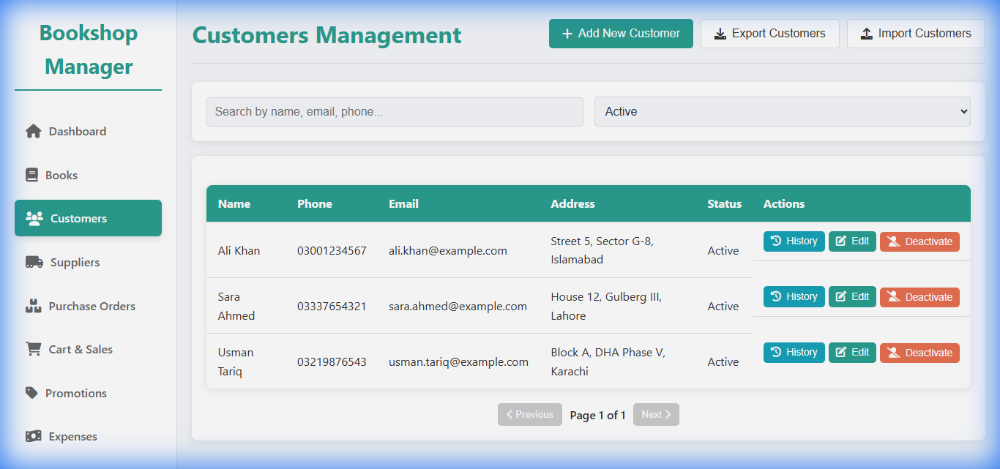 Bookshop
Manager
Dashboard
Books
Customers
Suppliers
Purchase Orders
Cart & Sales
Promotions
Expenses
Customers Management
Add New Customer
Export Customers
Import Customers
Search by name, email, phone...
Active
Name Phone Email Address Status Actions
Ali Khan 03001234567 ali.khan@example.com Street 5, Sector G-8,
Islamabad Active History Edit Deactivate
Sara
Ahmed 03337654321 sara.ahmed@example.com House 12, Gulberg III,
Lahore Active History Edit Deactivate
Usman
Tariq 03219876543 usman.tariq@example.com Block A, DHA Phase V,
Karachi Active History Edit Deactivate
Previous Page 1 of 1 Next